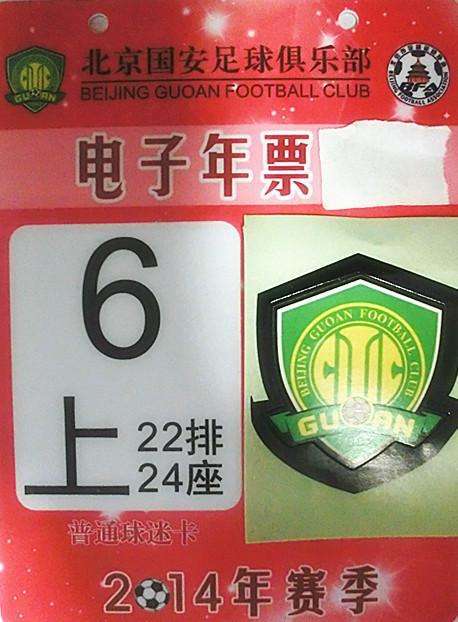 北京国安足球俱乐部
BEIJING GUOAN FOOTBALL CLUB
GUOAN
电子年票
6
上
22排
24座
BEIJING GUOAN FOOTBALL CLUB
GUOAN
普通球迷卡
2014年赛季